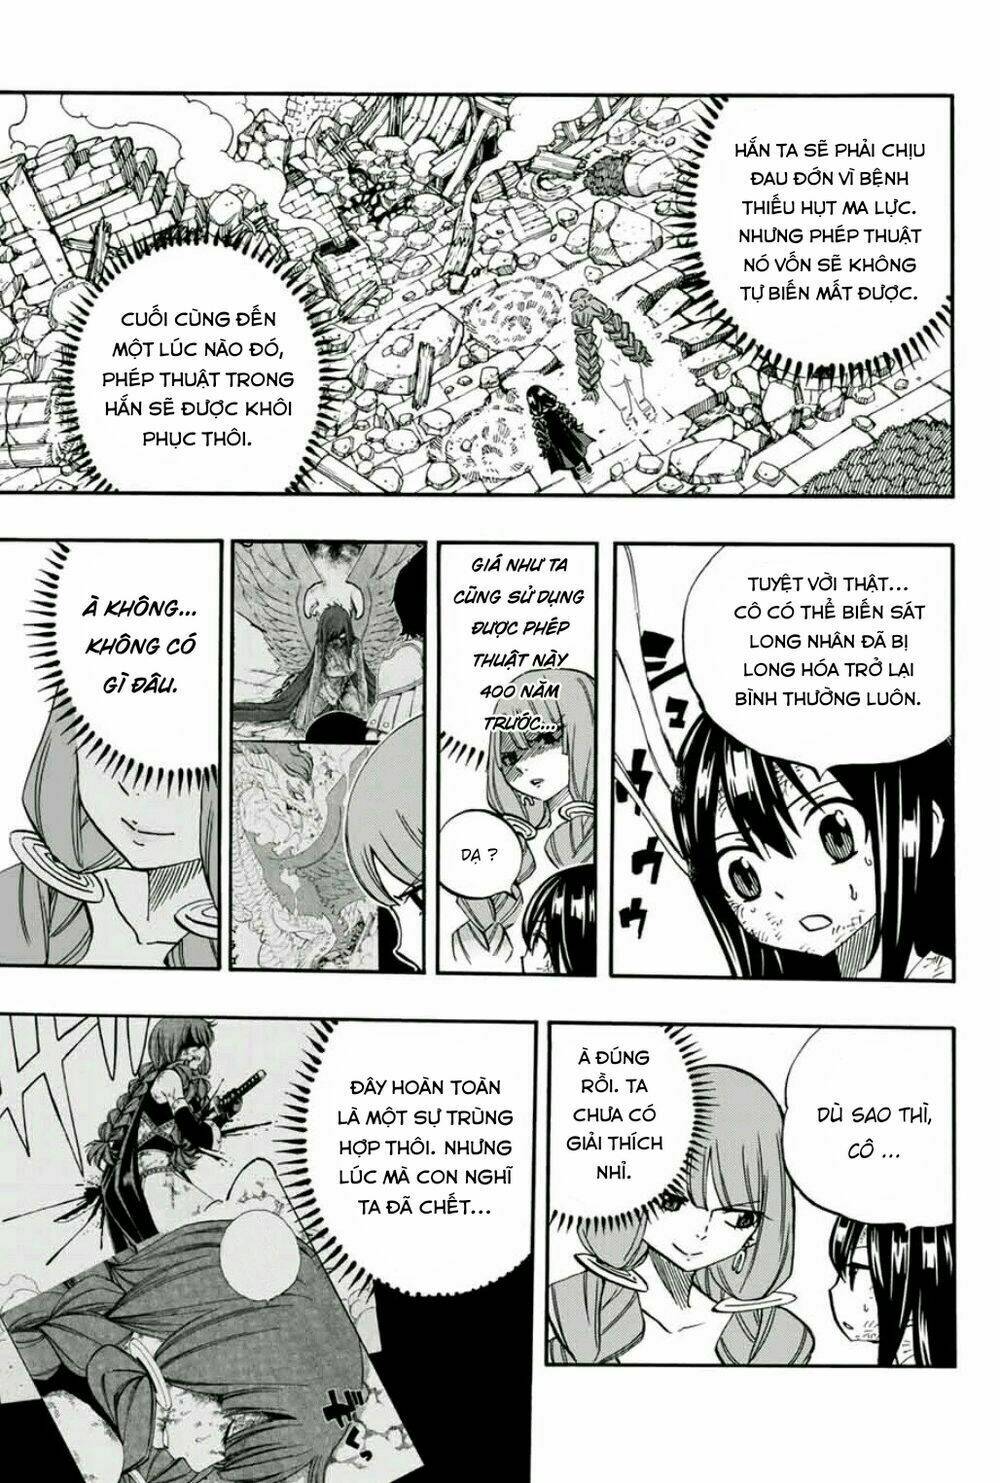 HẮN TA SẼ PHẢI CHỊU
ĐAU ĐỚN VÌ BỆNH
THIẾU HỤT MA LỰC.
NHƯNG PHÉP THUẬT
NÓ VỐN SẼ KHÔNG
TỰ BIẾN MẤT ĐƯỢC.
CUỐI CÙNG ĐẾN
MỘT LÚC NÀO ĐÓ,
PHÉP THUẬT TRONG
HẮN SẼ ĐƯỢC KHÔI
PHỤC THÔI.
TUYỆT VỜI THẬT...
CÔ CÓ THỂ BIẾN SÁT
LONG NHÂN ĐÃ BỊ
LONG HÓA TRỞ LẠI
BÌNH THƯỜNG LUÔN.
GIÁ NHƯ TA
CŨNG SỬ DỤNG
ĐƯỢC PHÉP
THUẬT NÀY
400 NĂM
TRƯỚC...
DẠ ?
À KHÔNG...
KHÔNG CÓ
GÌ ĐÂU.
DÙ SAO THÌ,
CÔ ...
À ĐÚNG
RỒI. TA
CHƯA CÓ
GIẢI THÍCH
NHỈ.
ĐÂY HOÀN TOÀN
LÀ MỘT SỰ TRÙNG
HỢP THÔI. NHƯNG
LÚC MÀ CON NGHĨ
TA ĐÃ CHẾT...